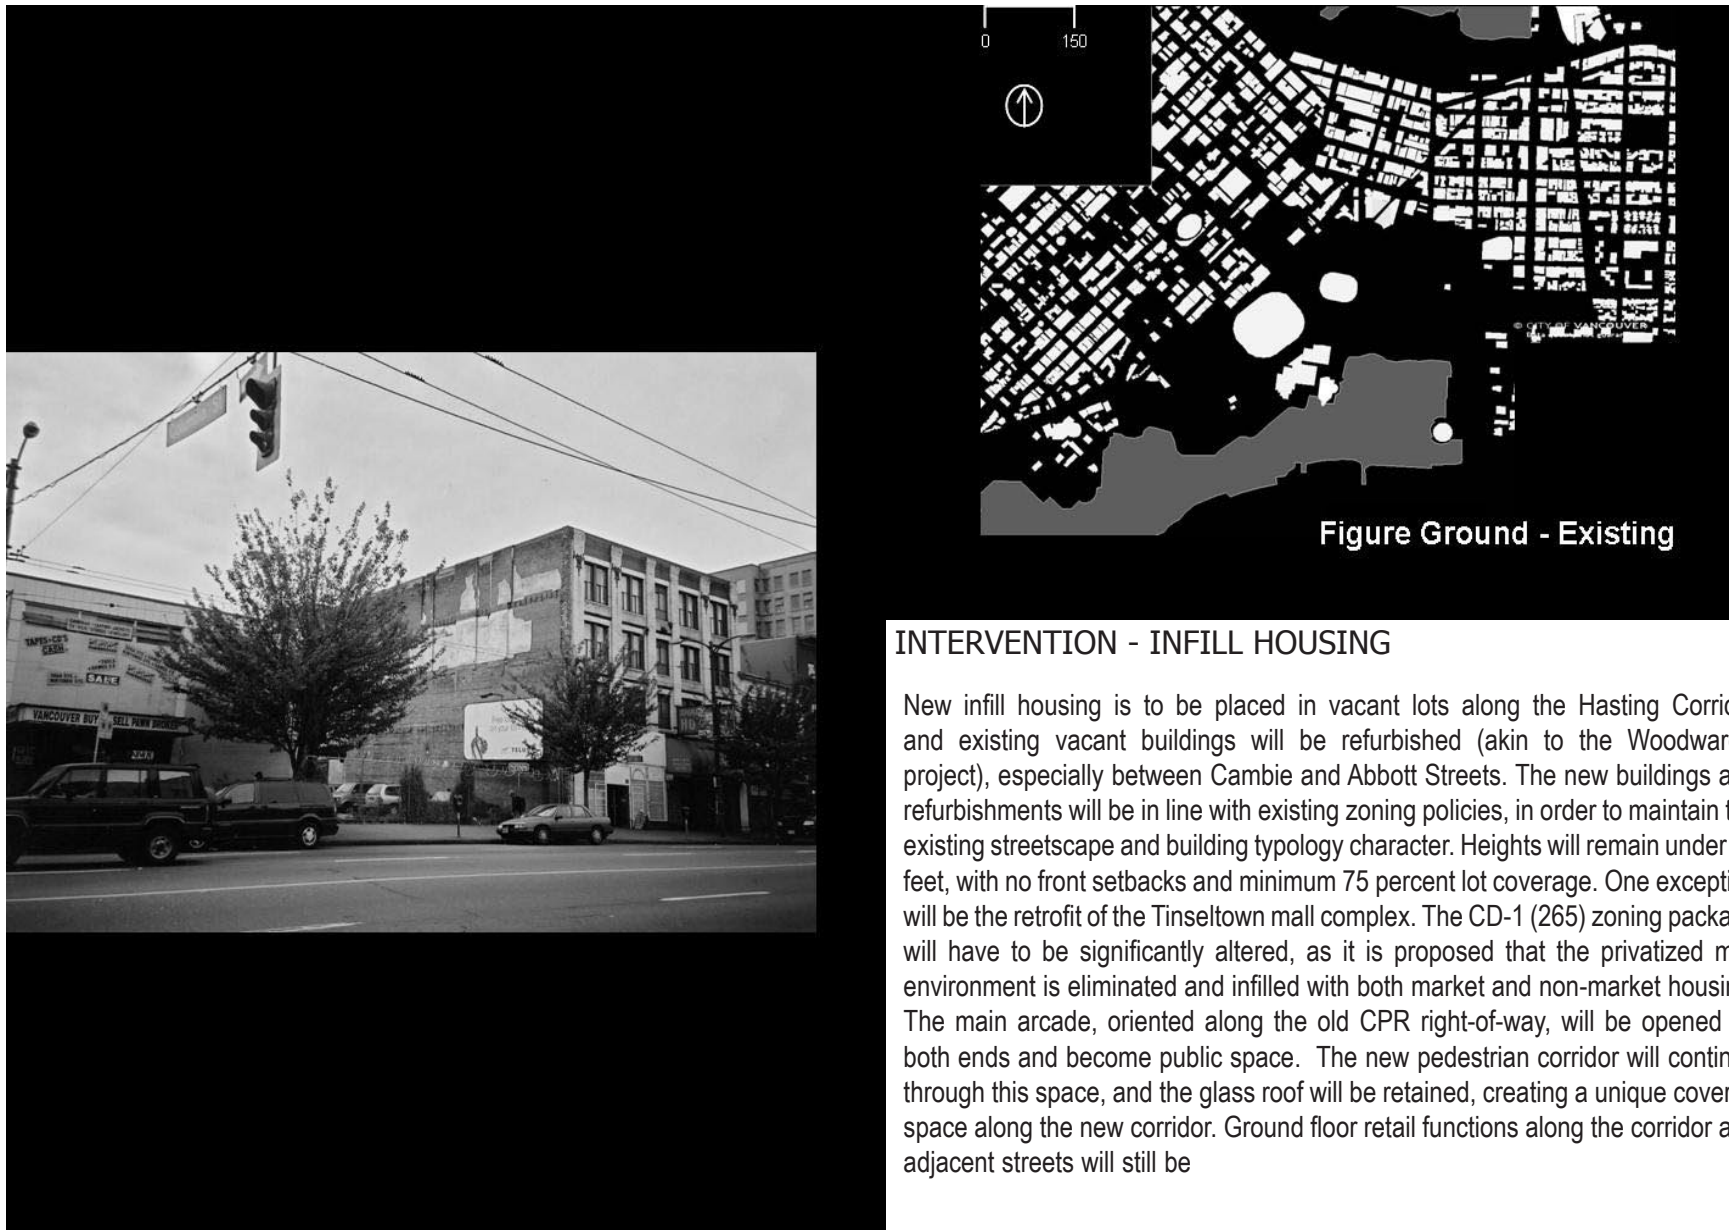 0 150
© CITY OF VANCOUVER
Figure Ground - Existing
TAPES•CD'S
CASH
SALE
VANCOUVER BUY SELL PAWN BROKERS
TELUS
INTERVENTION - INFILL HOUSING
New infill housing is to be placed in vacant lots along the Hasting Corrid
and existing vacant buildings will be refurbished (akin to the Woodwar
project), especially between Cambie and Abbott Streets. The new buildings a
refurbishments will be in line with existing zoning policies, in order to maintain t
existing streetscape and building typology character. Heights will remain under
feet, with no front setbacks and minimum 75 percent lot coverage. One excepti
will be the retrofit of the Tinseltown mall complex. The CD-1 (265) zoning packa
will have to be significantly altered, as it is proposed that the privatized m
environment is eliminated and infilled with both market and non-market housin
The main arcade, oriented along the old CPR right-of-way, will be opened
both ends and become public space. The new pedestrian corridor will contin
through this space, and the glass roof will be retained, creating a unique cover
space along the new corridor. Ground floor retail functions along the corridor a
adjacent streets will still be